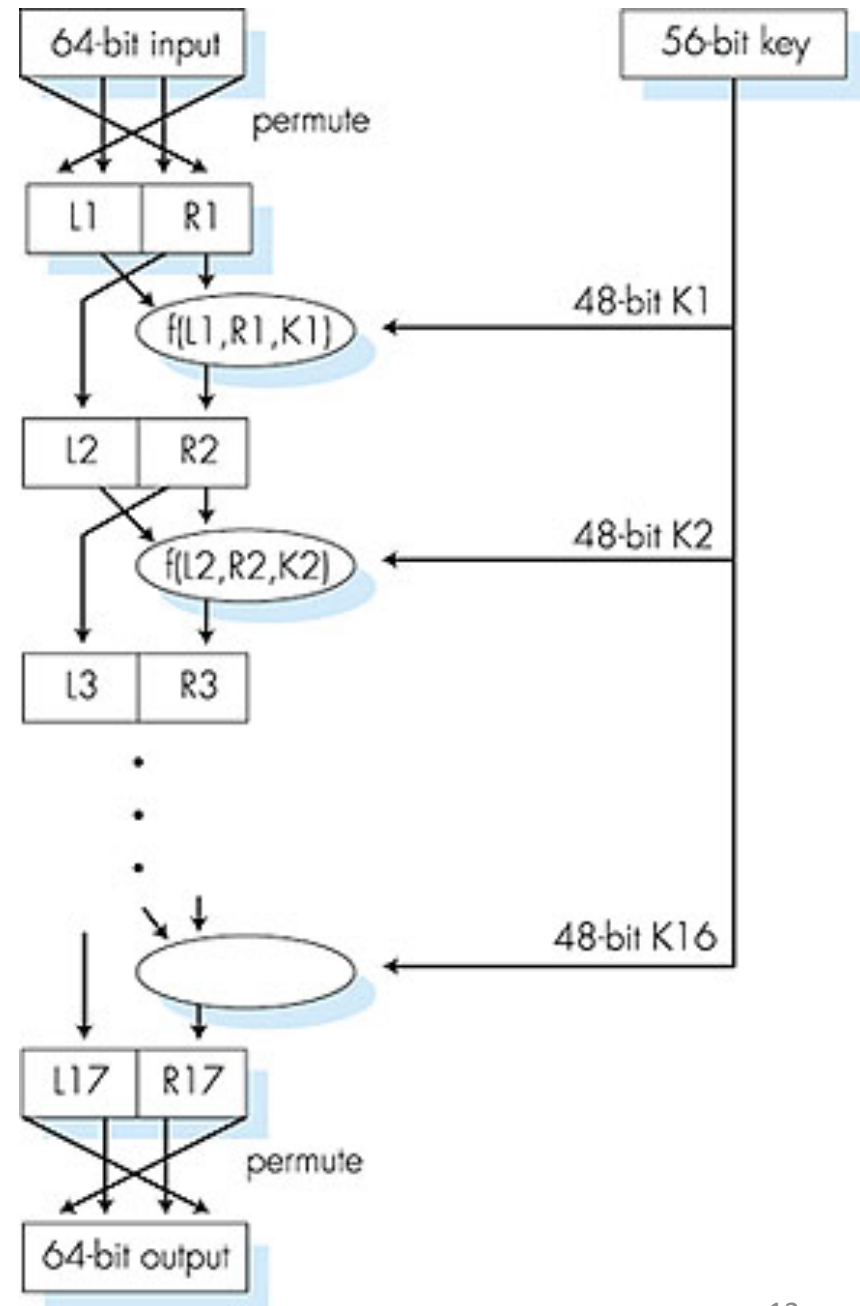 64-bit input
56-bit key
permute
L1 R1
48-bit K1
f(L1,R1,K1)
L2 R2
48-bit K2
f(L2,R2,K2)
L3 R3
48-bit K16
L17 R17
permute
64-bit output